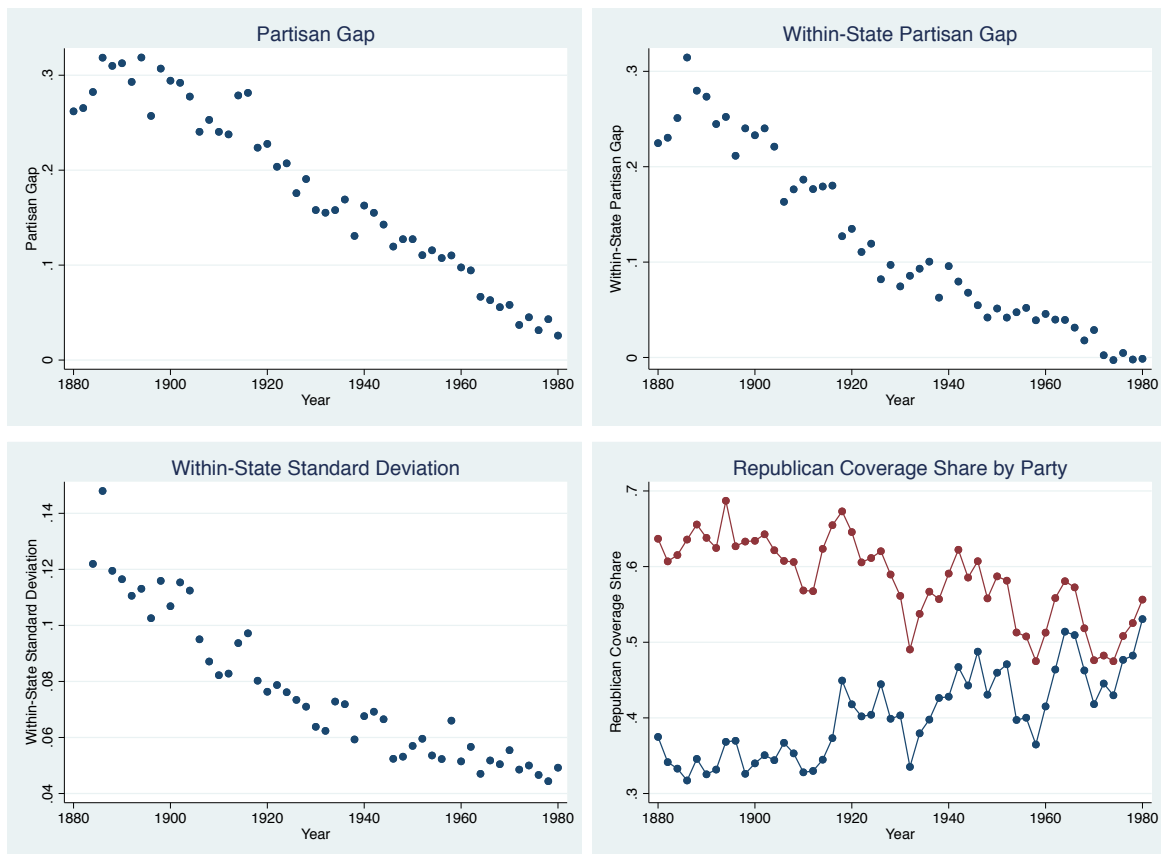 Partisan Gap
Partisan Gap
.3
.2
.1
0
1880 1900 1920 1940 1960 1980
Year
Within-State Partisan Gap
Within-State Partisan Gap
.3
.2
.1
0
1880 1900 1920 1940 1960 1980
Year
Within-State Standard Deviation
Within-State Standard Deviation
.14
.12
.1
.08
.06
.04
1880 1900 1920 1940 1960 1980
Year
Republican Coverage Share by Party
Republican Coverage Share
.7
.6
.5
.4
.3
1880 1900 1920 1940 1960 1980
Year